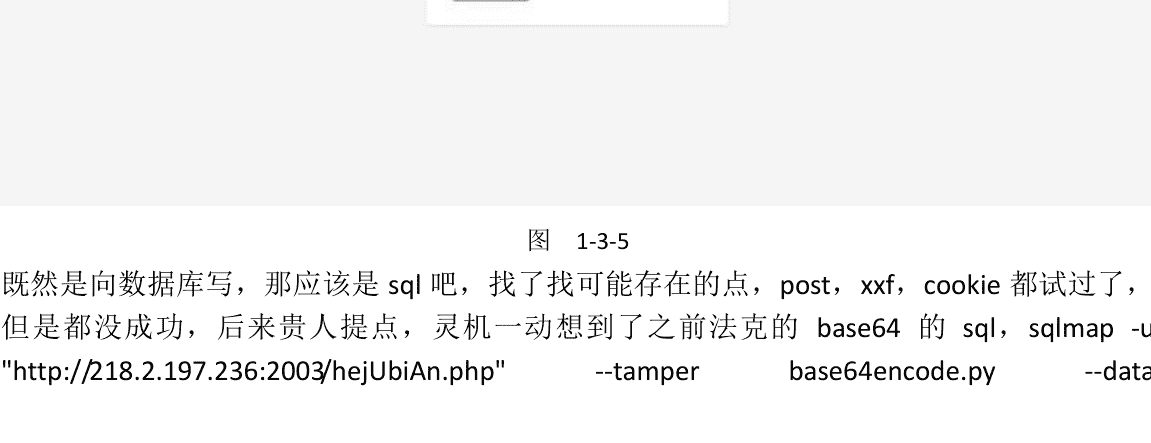 图 1-3-5
既然是向数据库写，那应该是 sql 吧，找了找可能存在的点，post，xxf，cookie 都试过了，
但是都没成功，后来贵人提点，灵机一动想到了之前法克的 base64 的 sql，sqlmap -u
"http://218.2.197.236:2003/hejUbiAn.php" --tamper base64encode.py --data